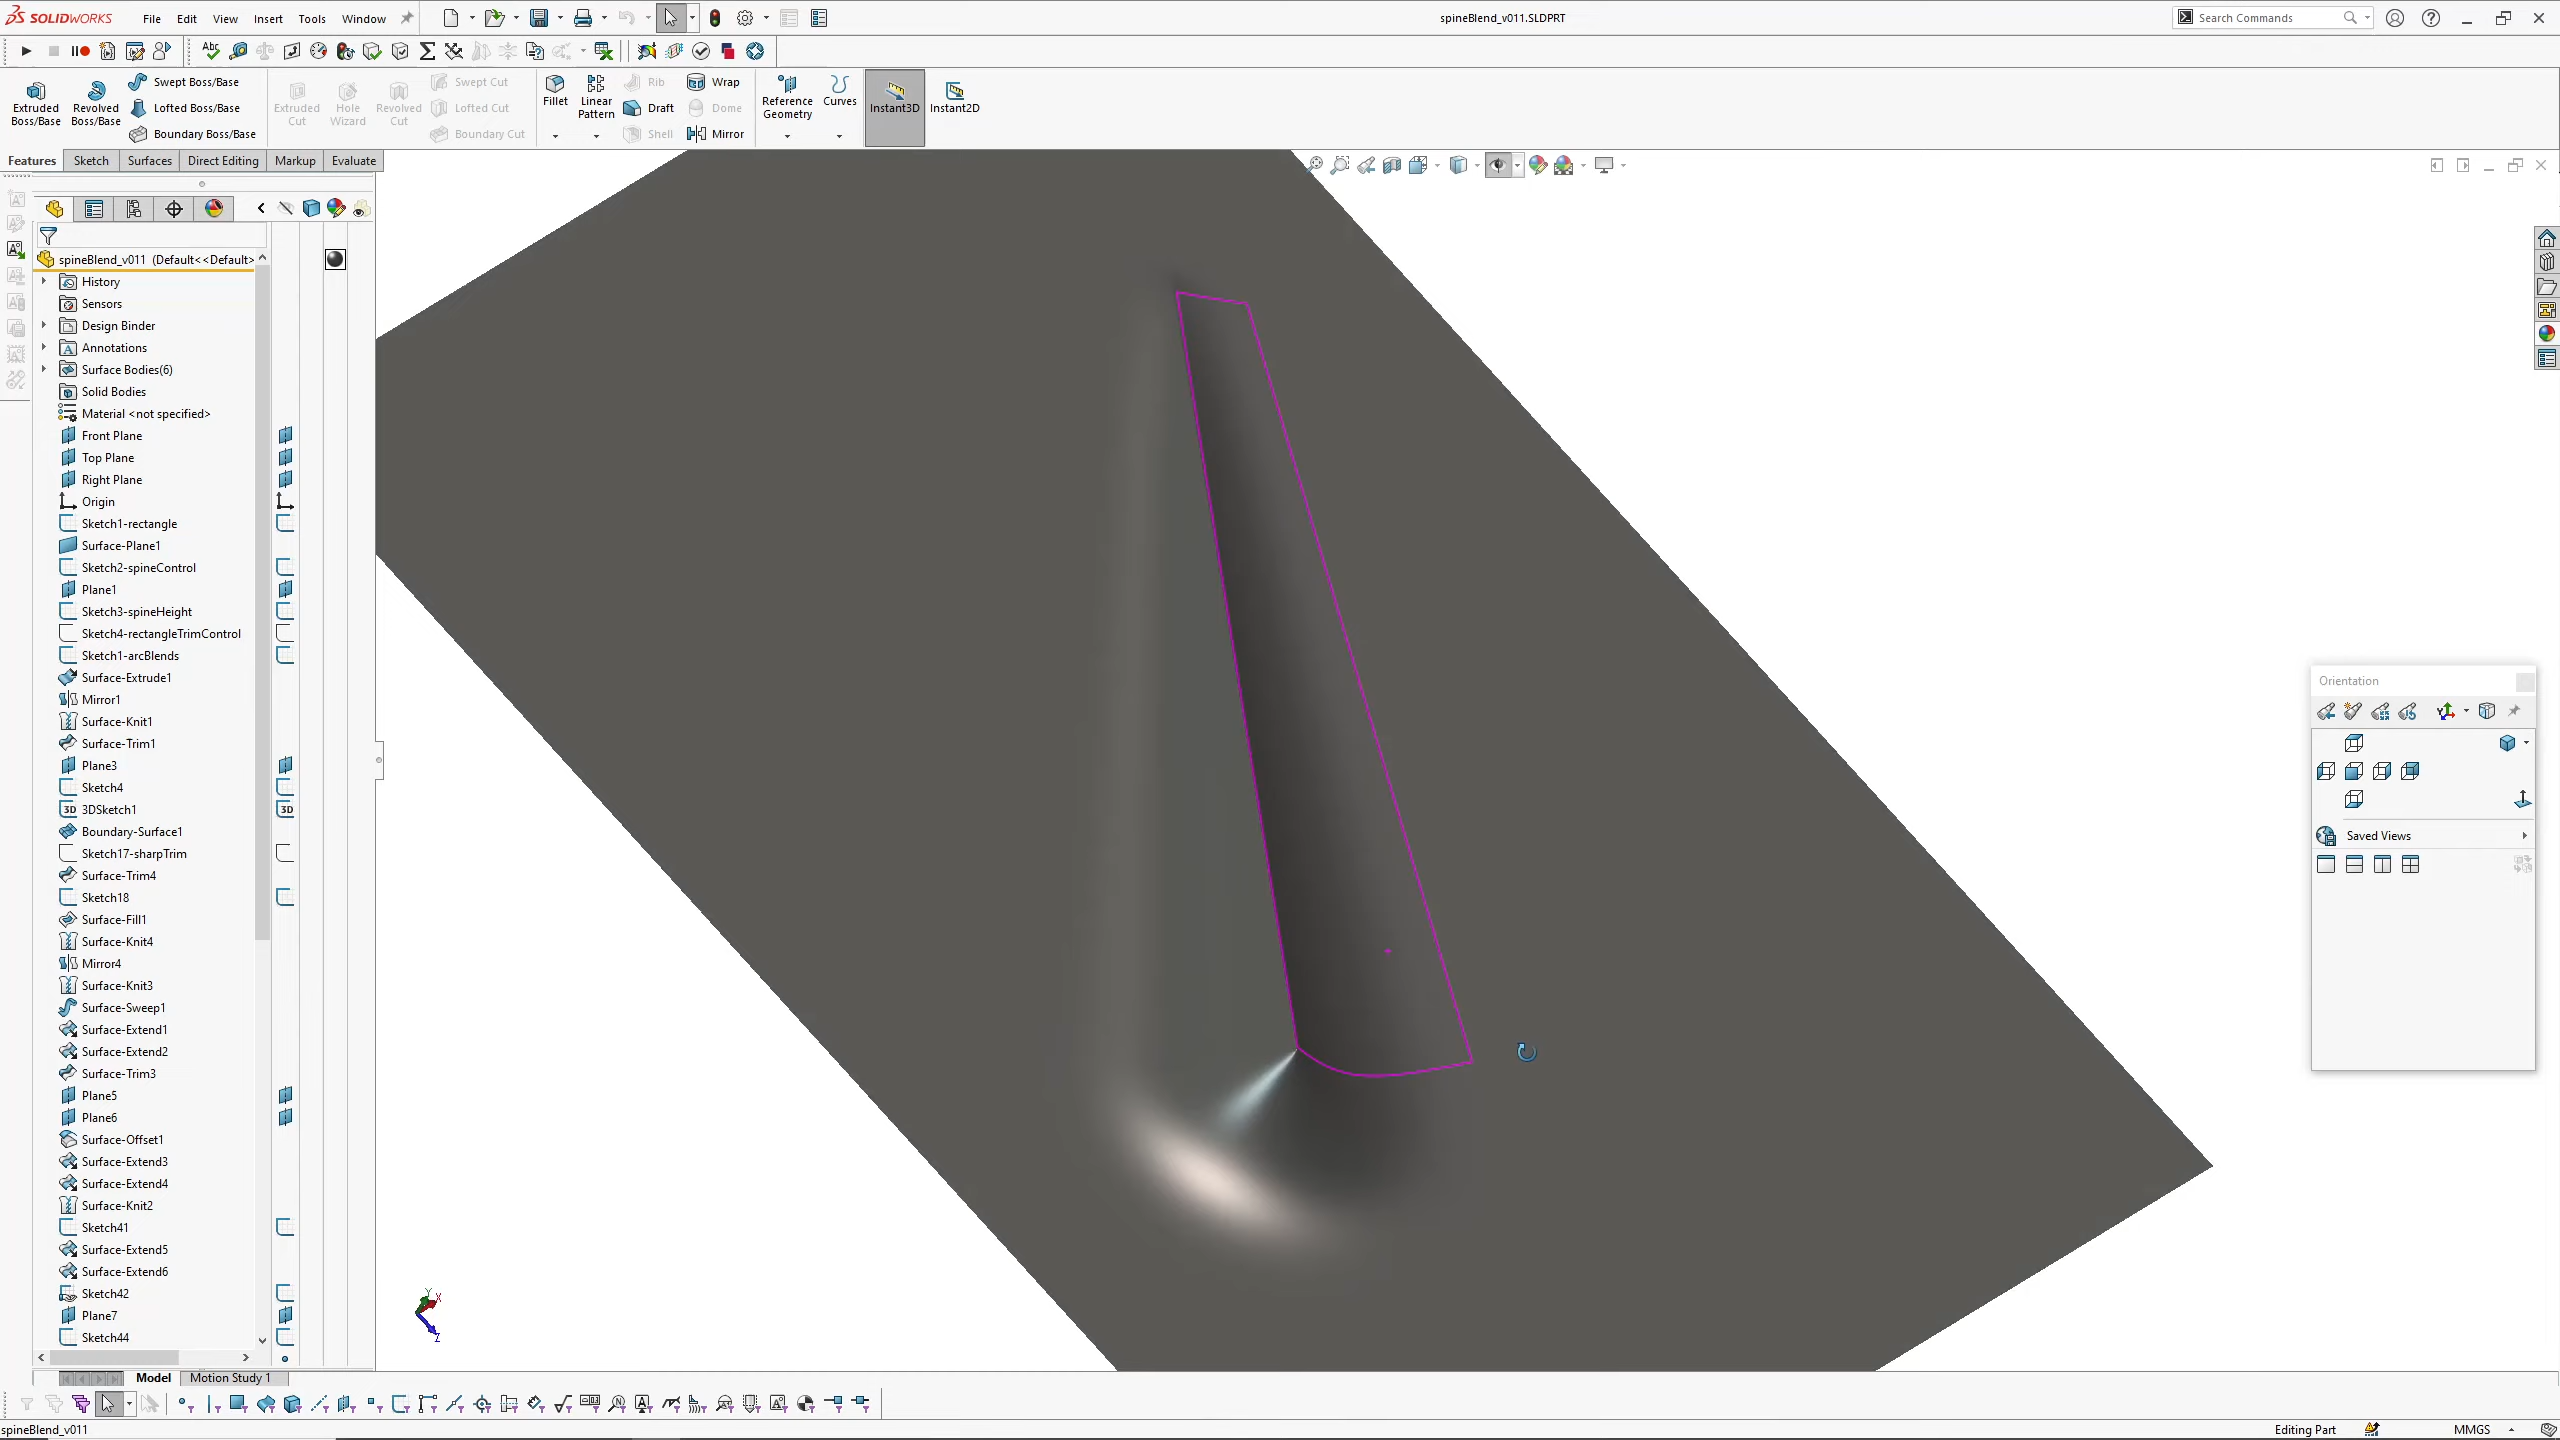 SOLIDWORKS File Edit View Insert Tools Window
spineBlend_v011.SLDPRT
Search Commands
Extruded Boss/Base
Revolved Boss/Base
Swept Boss/Base
Lofted Boss/Base
Boundary Boss/Base
Extruded Cut
Hole Wizard
Revolved Cut
Swept Cut
Lofted Cut
Boundary Cut
Fillet
Linear Pattern
Rib
Draft
Shell
Wrap
Dome
Mirror
Reference Geometry
Curves
Instant3D
Instant2D
Features Sketch Surfaces Direct Editing Markup Evaluate
spineBlend_v011 (Default<<Default>
History
Sensors
Design Binder
Annotations
Surface Bodies(6)
Solid Bodies
Material <not specified>
Front Plane
Top Plane
Right Plane
Origin
Sketch1-rectangle
Surface-Plane1
Sketch2-spineControl
Plane1
Sketch3-spineHeight
Sketch4-rectangleTrimControl
Sketch1-arcBlends
Surface-Extrude1
Mirror1
Surface-Knit1
Surface-Trim1
Plane3
Sketch4
3D 3DSketch1 3D
Boundary-Surface1
Sketch17-sharpTrim
Surface-Trim4
Sketch18
Surface-Fill1
Surface-Knit4
Mirror4
Surface-Knit3
Surface-Sweep1
Surface-Extend1
Surface-Extend2
Surface-Trim3
Plane5
Plane6
Surface-Offset1
Surface-Extend3
Surface-Extend4
Surface-Knit2
Sketch41
Surface-Extend5
Surface-Extend6
Sketch42
Plane7
Sketch44
Y
X
Z
Orientation
Saved Views
Model Motion Study 1
spineBlend_v011
Editing Part
MMGS